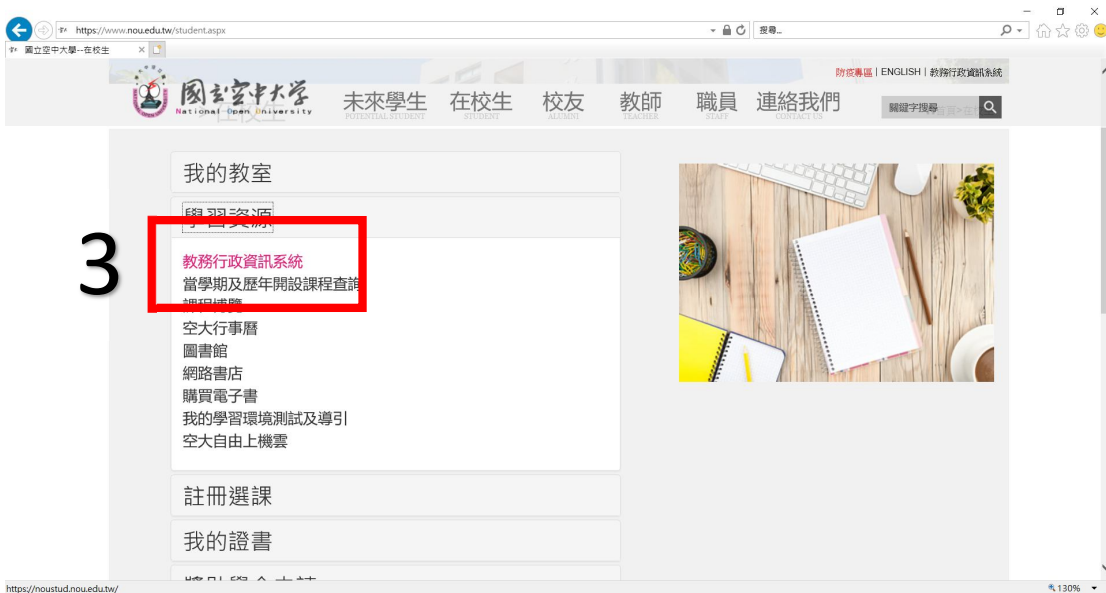 https://www.nou.edu.tw/student.aspx
搜尋...
國立空中大學--在校生
防疫專區 | ENGLISH | 教務行政資訊系統
國立空中大學
National Open University
未來學生 在校生 校友 教師 職員 連絡我們
POTENTIAL STUDENT STUDENT ALUMNI TEACHER STAFF CONTACT US
關鍵字搜尋
我的教室
學習資源
3
教務行政資訊系統
當學期及歷年開設課程查詢
課程博覽
空大行事曆
圖書館
網路書店
購買電子書
我的學習環境測試及導引
空大自由上機雲
註冊選課
我的證書
https://noustud.nou.edu.tw/
130%